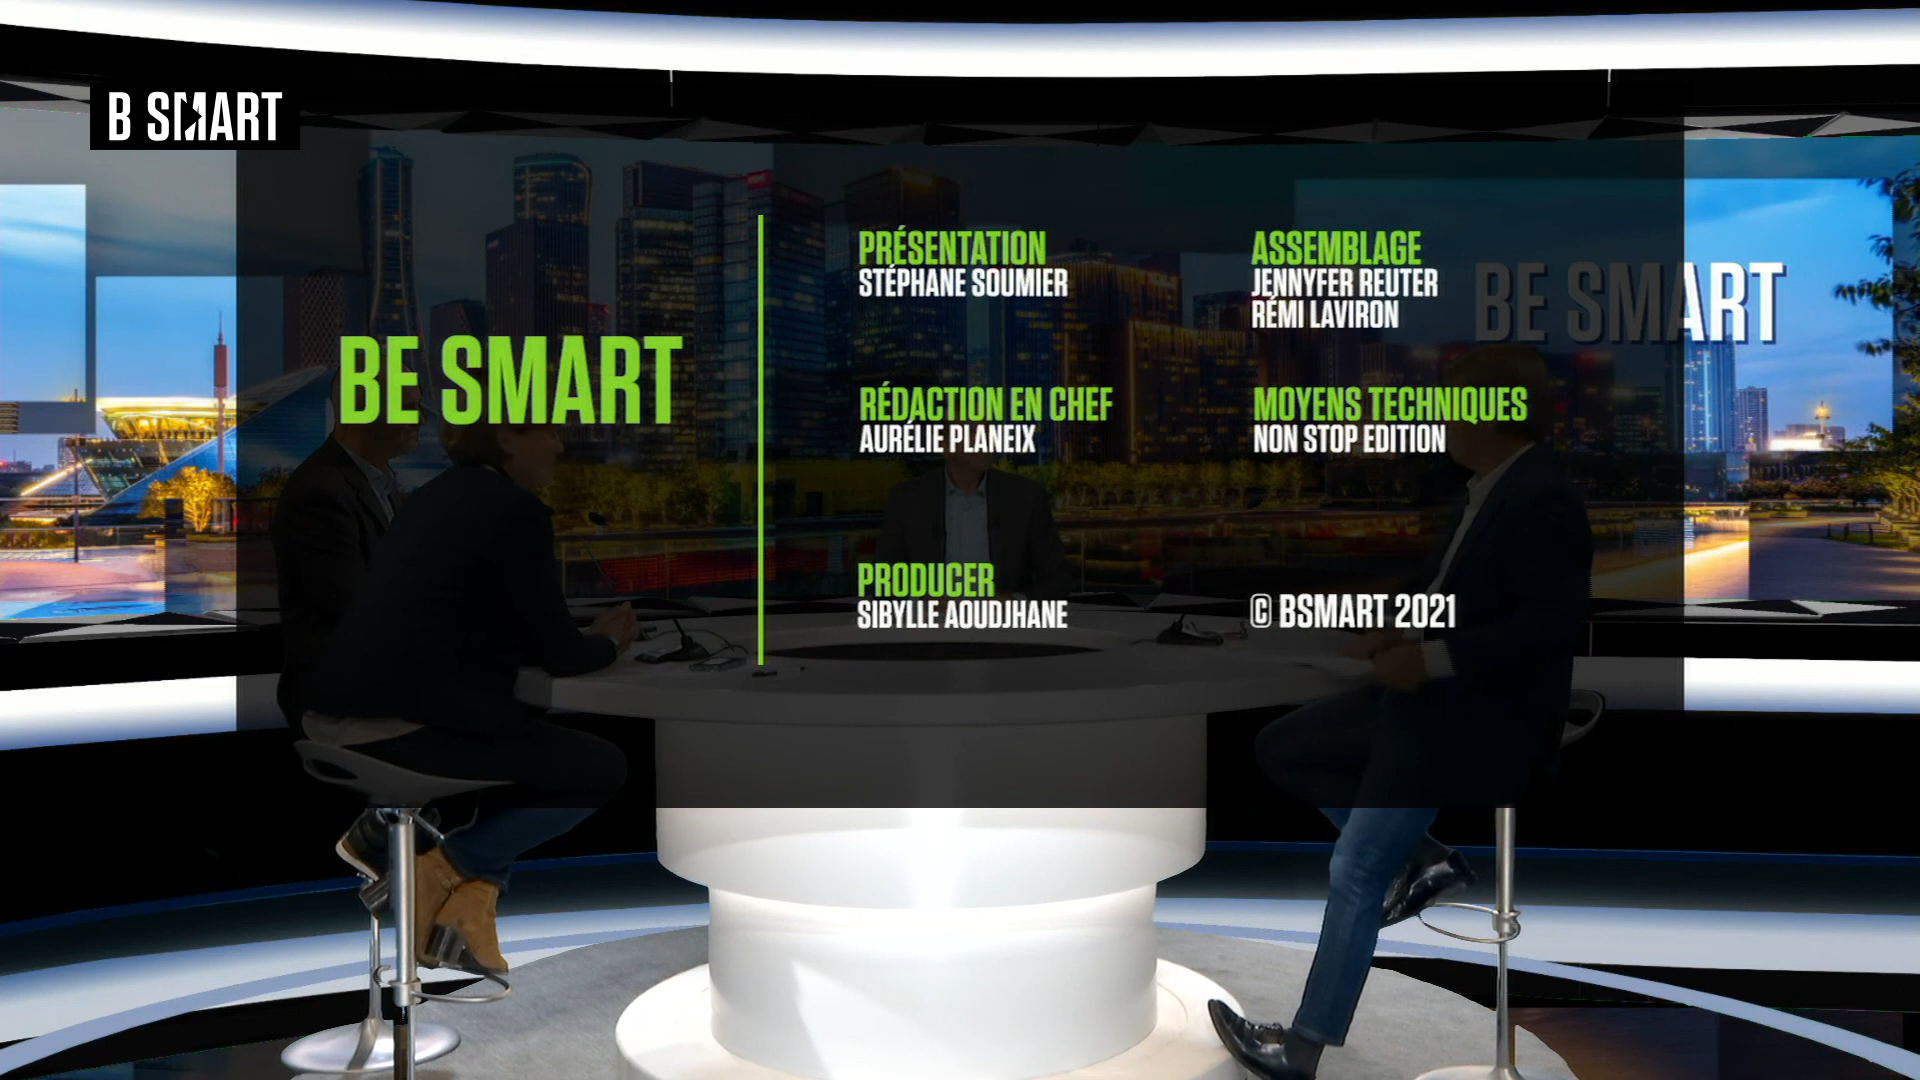 B SMART
BE SMART
PRÉSENTATION
STÉPHANE SOUMIER
RÉDACTION EN CHEF
AURÉLIE PLANEIX
PRODUCER
SIBYLLE AOUDJHANE
ASSEMBLAGE
JENNYFER REUTER
RÉMI LAVIRON
MOYENS TECHNIQUES
NON STOP EDITION
© BSMART 2021
BE SMART